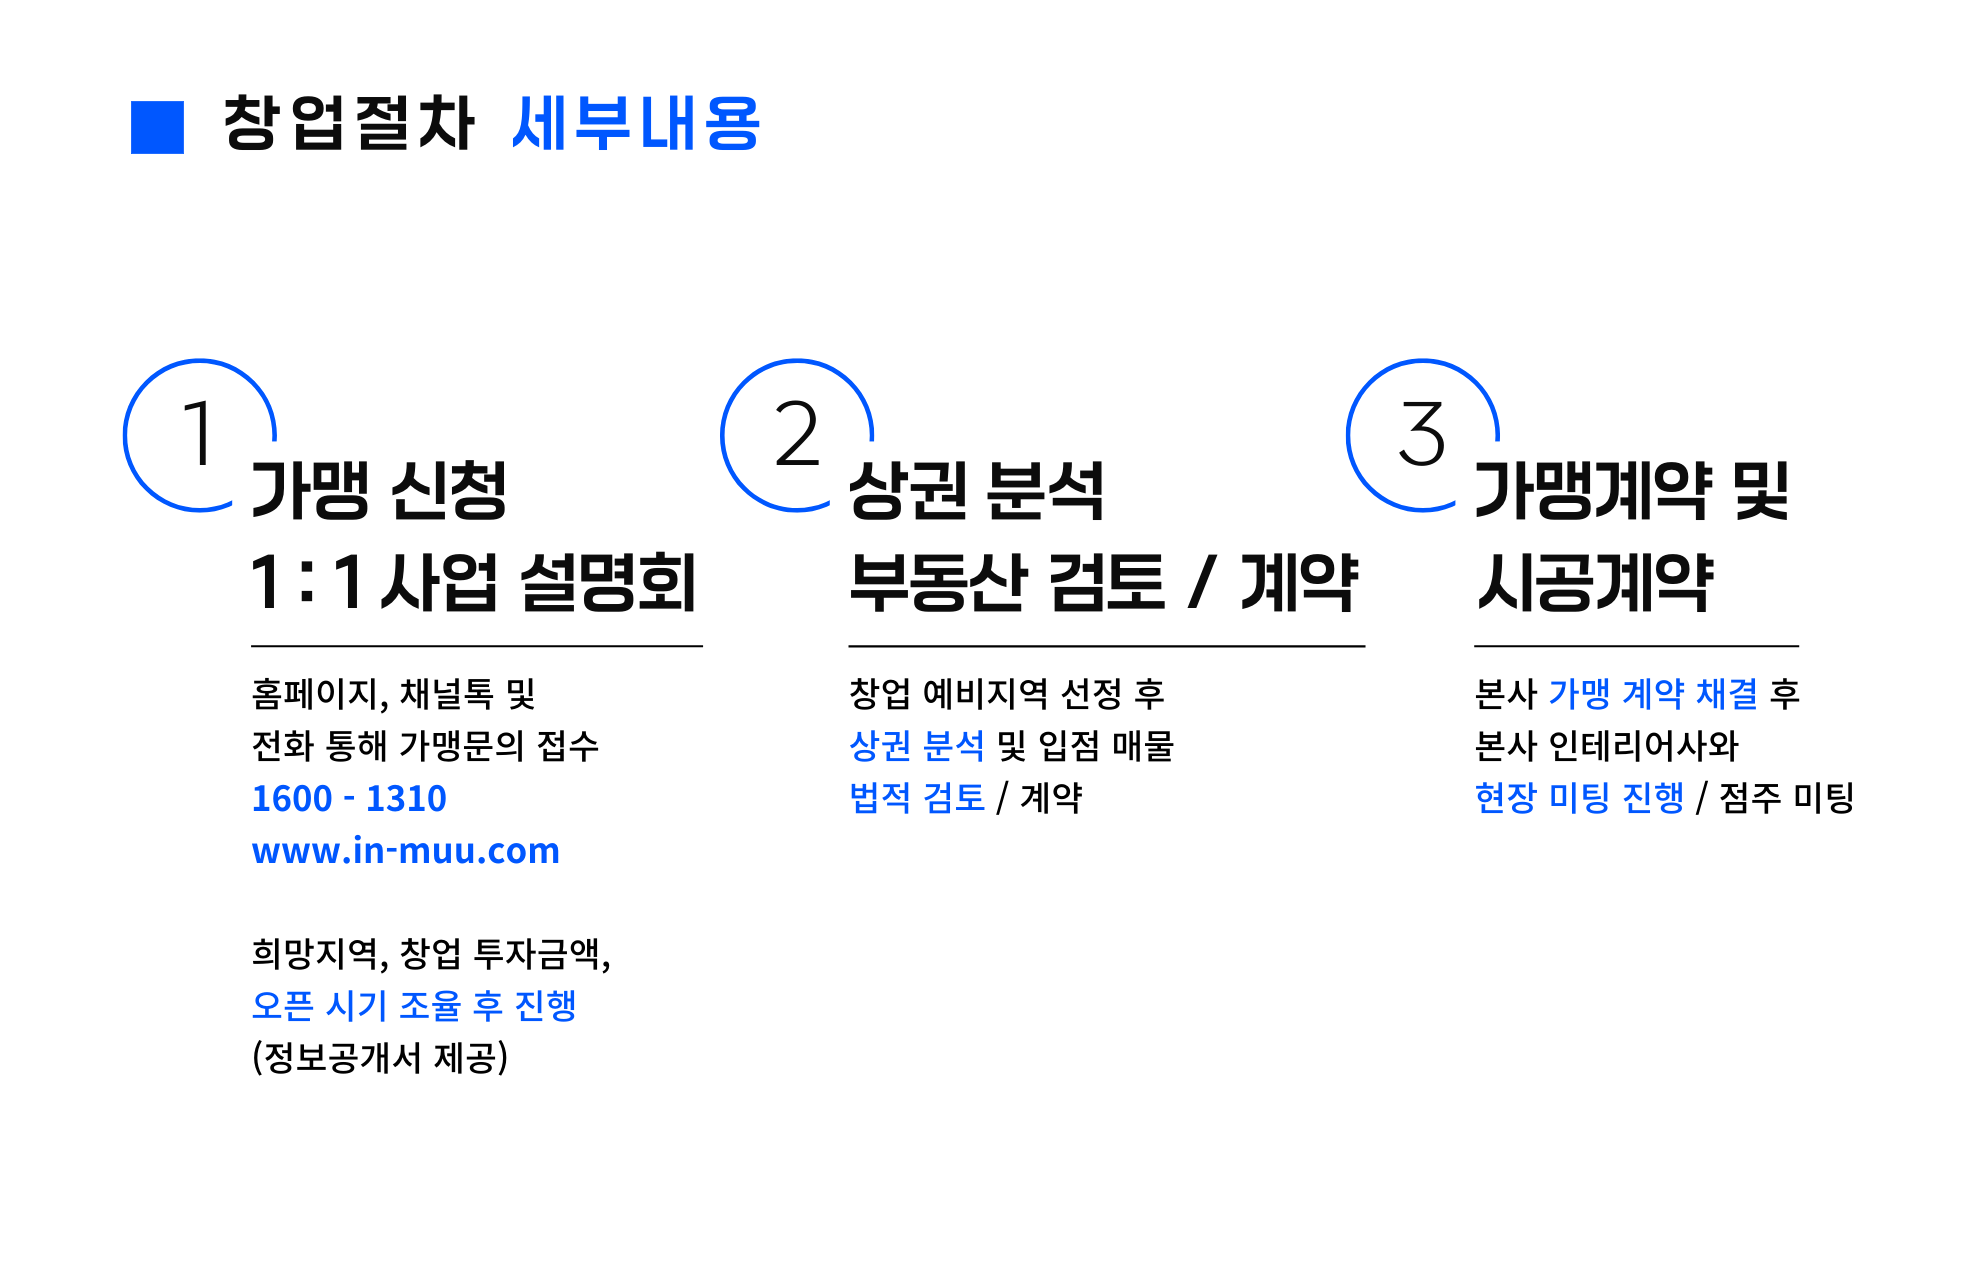 창업절차 세부내용
1
가맹 신청
1 : 1 사업 설명회
홈페이지, 채널톡 및
전화 통해 가맹문의 접수
1600 - 1310
www.in-muu.com
희망지역, 창업 투자금액,
오픈 시기 조율 후 진행
(정보공개서 제공)
2
상권 분석
부동산 검토 / 계약
창업 예비지역 선정 후
상권 분석 및 입점 매물
법적 검토 / 계약
3
가맹계약 및
시공계약
본사 가맹 계약 채결 후
본사 인테리어사와
현장 미팅 진행 / 점주 미팅